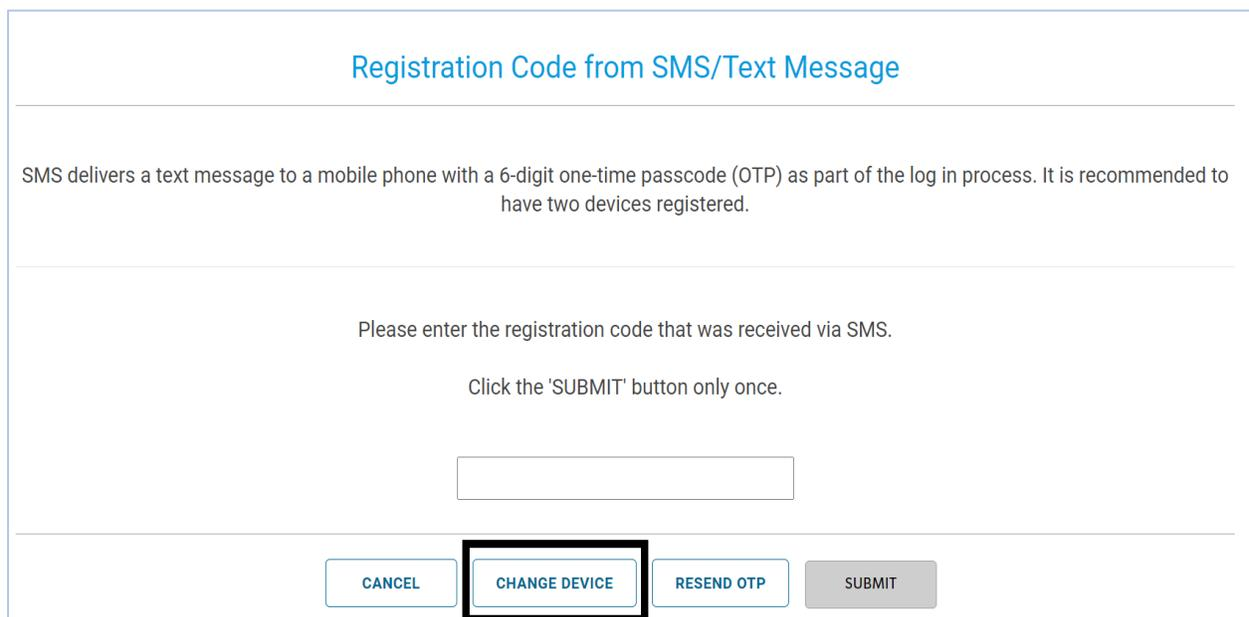 Registration Code from SMS/Text Message
SMS delivers a text message to a mobile phone with a 6-digit one-time passcode (OTP) as part of the log in process. It is recommended to
have two devices registered.
Please enter the registration code that was received via SMS.
Click the 'SUBMIT' button only once.
CANCEL CHANGE DEVICE RESEND OTP SUBMIT